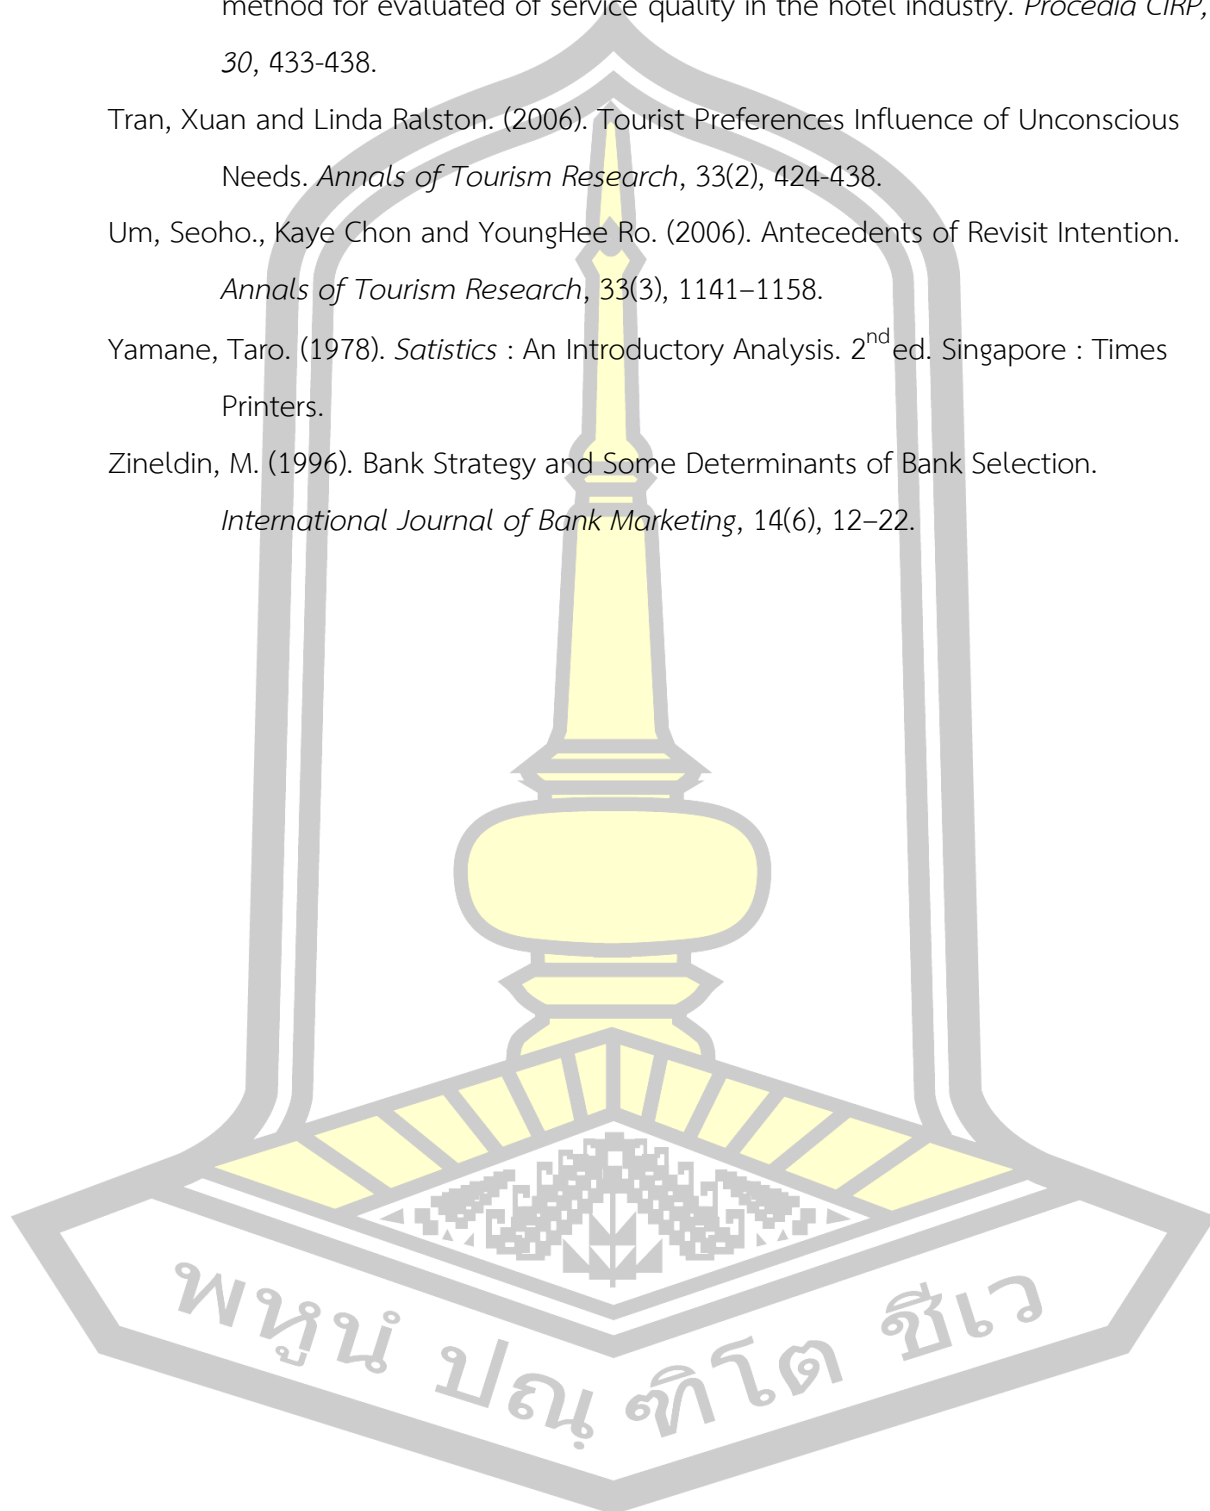 method for evaluated of service quality in the hotel industry. Procedia CIRP,
30, 433-438.
Tran, Xuan and Linda Ralston. (2006). Tourist Preferences Influence of Unconscious
Needs. Annals of Tourism Research, 33(2), 424-438.
Um, Seoho., Kaye Chon and YoungHee Ro. (2006). Antecedents of Revisit Intention.
Annals of Tourism Research, 33(3), 1141–1158.
Yamane, Taro. (1978). Satistics : An Introductory Analysis. 2nd ed. Singapore : Times
Printers.
Zineldin, M. (1996). Bank Strategy and Some Determinants of Bank Selection.
International Journal of Bank Marketing, 14(6), 12–22.
พหูนํ ปณฺฑิโต ชีเว